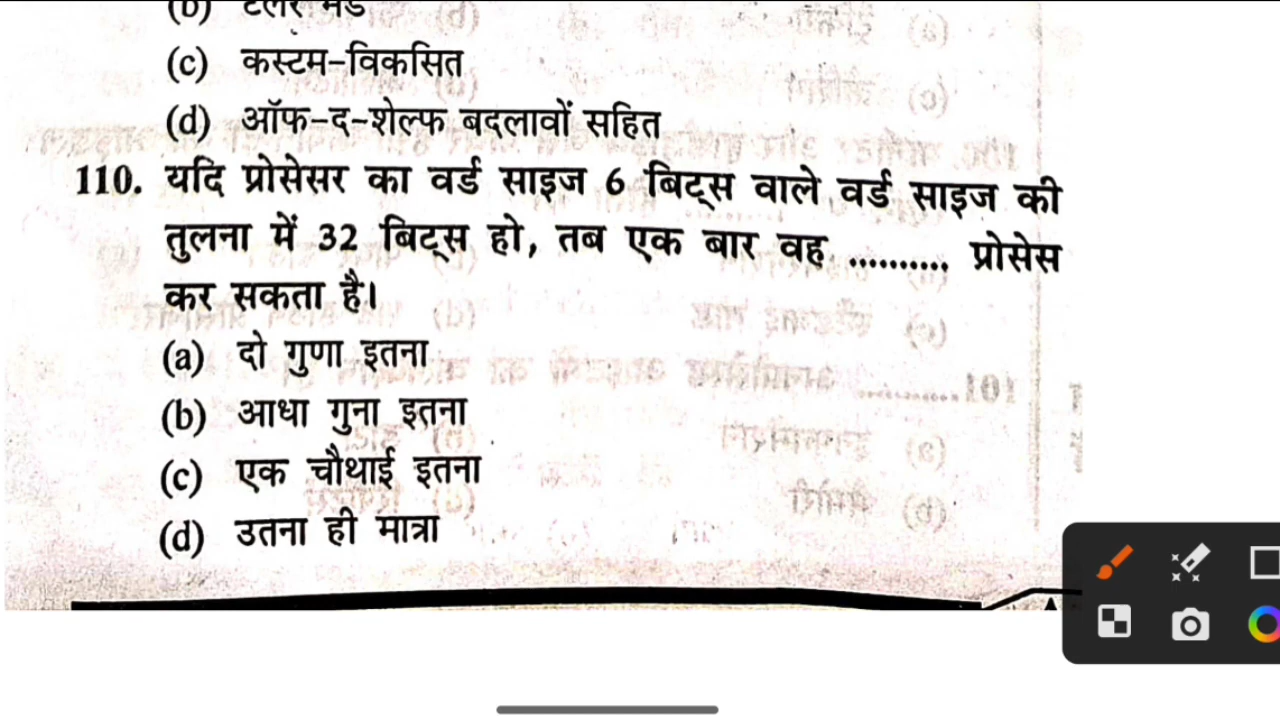 (b) टेलर मेड
(c) कस्टम-विकसित
(d) ऑफ-द-शेल्फ बदलावों सहित
110. यदि प्रोसेसर का वर्ड साइज 6 बिट्स वाले वर्ड साइज की
तुलना में 32 बिट्स हो, तब एक बार वह .......... प्रोसेस
कर सकता है।
(a) दो गुणा इतना
(b) आधा गुना इतना
(c) एक चौथाई इतना
(d) उतना ही मात्रा